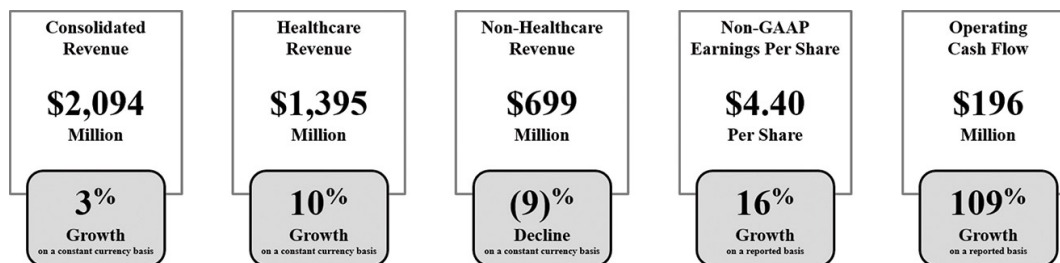 Consolidated
Revenue
$2,094
Million
3%
Growth
on a constant currency basis
Healthcare
Revenue
$1,395
Million
10%
Growth
on a constant currency basis
Non-Healthcare
Revenue
$699
Million
(9)%
Decline
on a constant currency basis
Non-GAAP
Earnings Per Share
$4.40
Per Share
16%
Growth
on a reported basis
Operating
Cash Flow
$196
Million
109%
Growth
on a reported basis